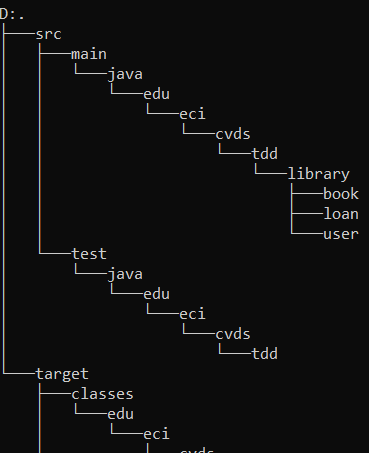 D:.
src
main
java
edu
eci
cvds
tdd
library
book
loan
user
test
java
edu
eci
cvds
tdd
target
classes
edu
eci
cvds